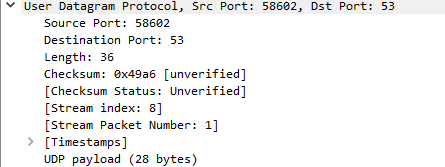 User Datagram Protocol, Src Port: 58602, Dst Port: 53
Source Port: 58602
Destination Port: 53
Length: 36
Checksum: 0x49a6 [unverified]
[Checksum Status: Unverified]
[Stream index: 8]
[Stream Packet Number: 1]
[Timestamps]
UDP payload (28 bytes)